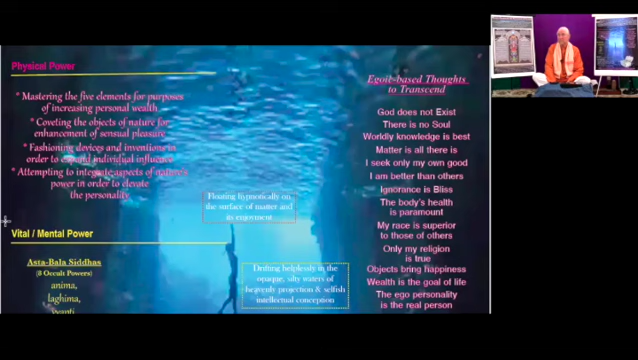 Physical Power
* Mastering the five elements for purposes
of increasing personal wealth
* Coveting the objects of nature for
enhancement of sensual pleasure
* Fashioning devices and inventions in
order to expand individual influence
* Attempting to integrate aspects of nature's
power in order to elevate
the personality
Vital / Mental Power
Asta-Bala Siddhas
(8 Occult Powers)
anima,
laghima,
Floating hypnotically on
the surface of matter and
its enjoyment
Drifting helplessly in the
opaque, silty waters of
heavenly projection & selfish
intellectual conception
Egoit-based Thoughts
to Transcend
God does not Exist
There is no Soul
Worldly knowledge is best
Matter is all there is
I seek only my own good
I am better than others
Ignorance is Bliss
The body's health
is paramount
My race is superior
to those of others
Only my religion
is true
Objects bring happiness
Wealth is the goal of life
The ego personality
is the real person